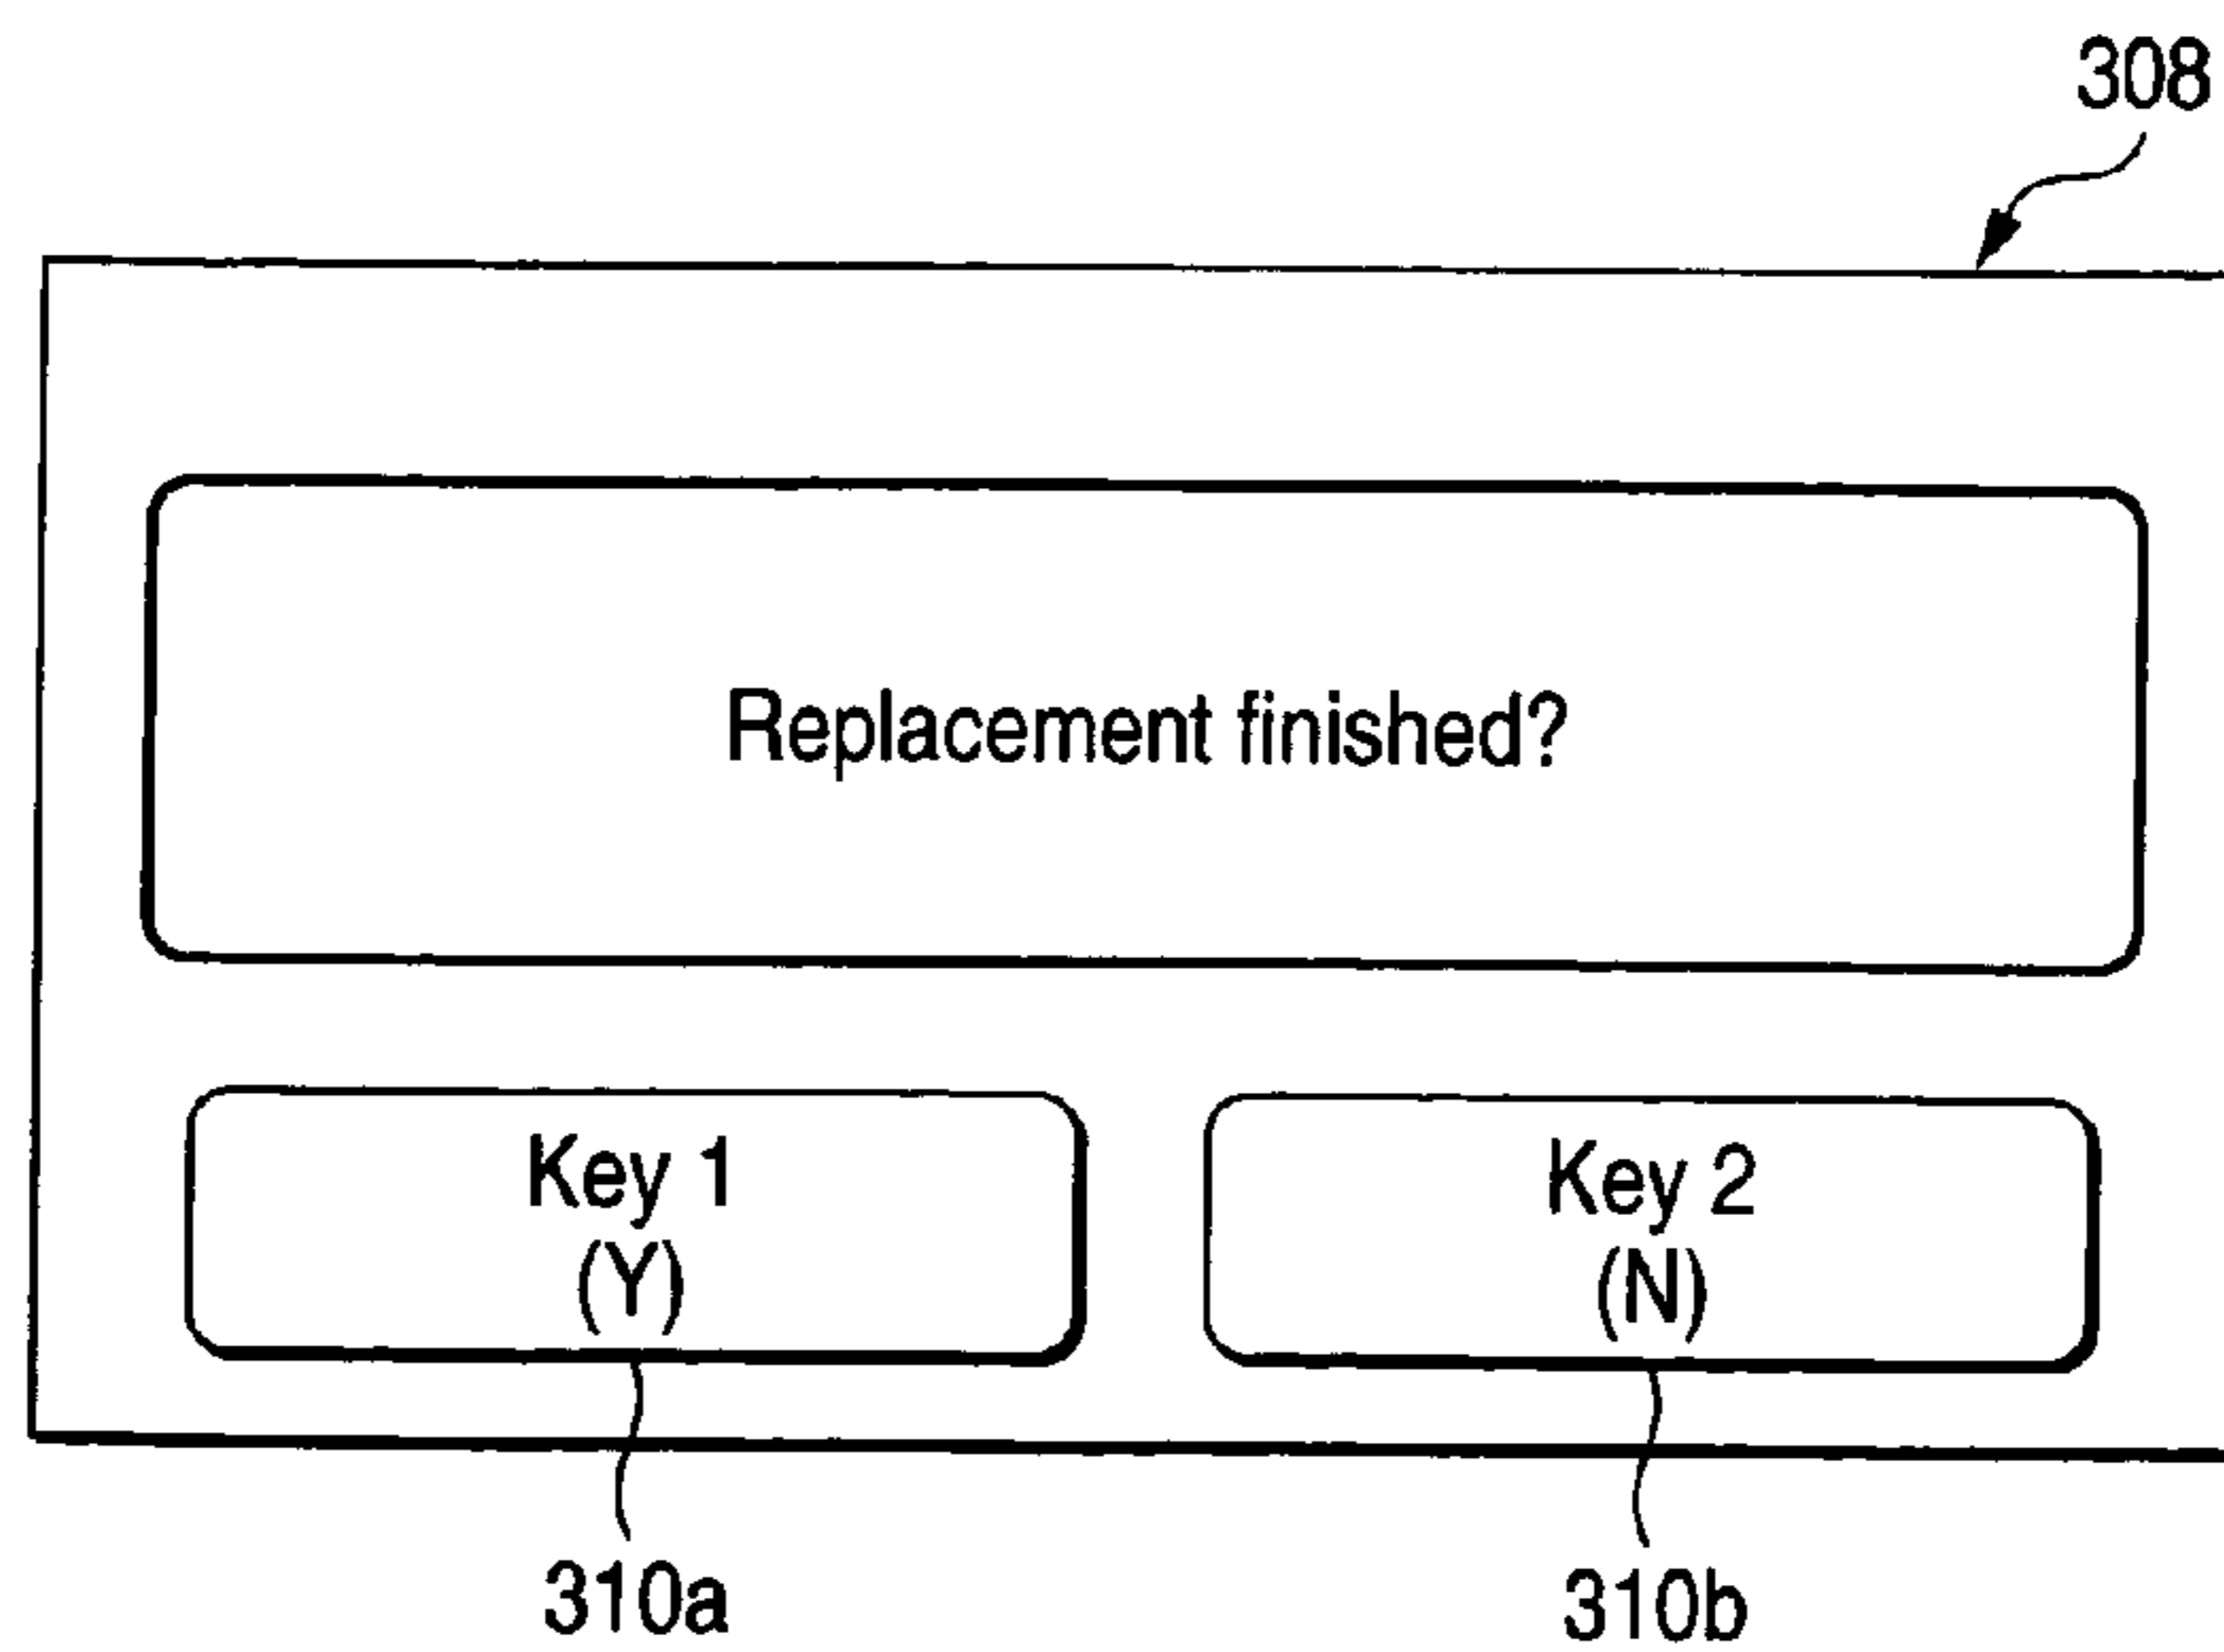 308
Replacement finished?
Key 1
(Y)
Key 2
(N)
310a
310b